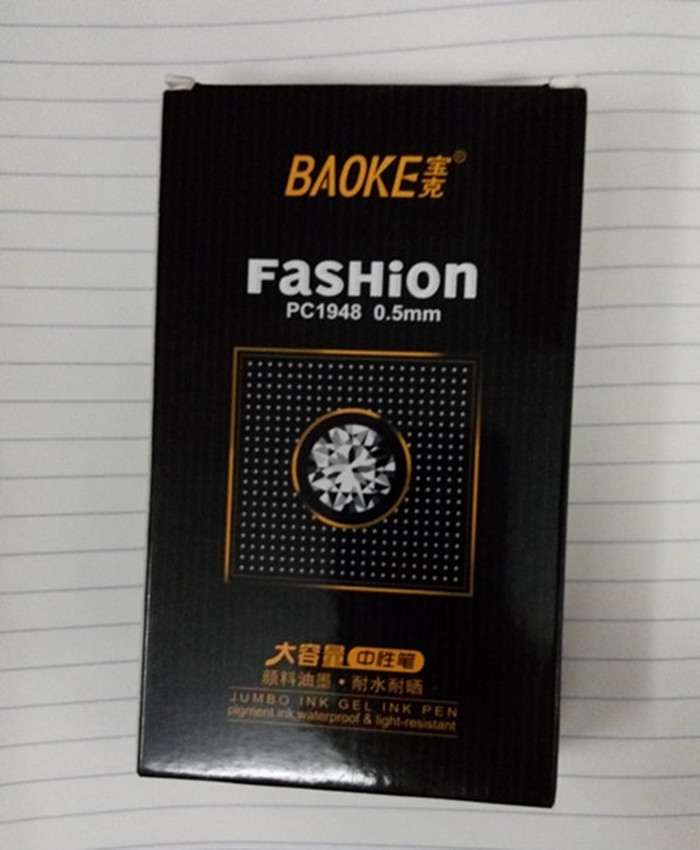 BAOKE宝克®
FasHion
PC1948 0.5mm
大容量 中性笔
颜料油墨·耐水耐晒
JUMBO INK GEL INK PEN
pigment ink,waterproof & light-resistant